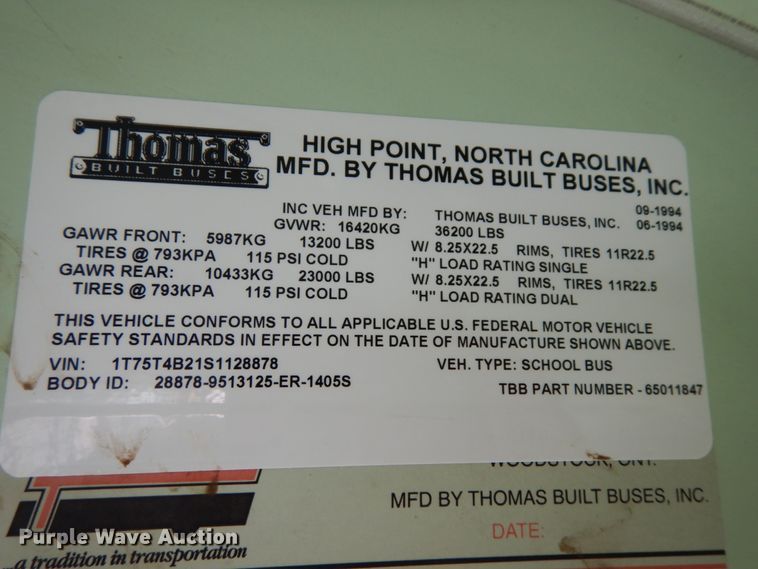 Thomas
BUILT BUSES
HIGH POINT, NORTH CAROLINA
MFD. BY THOMAS BUILT BUSES, INC.
INC VEH MFD BY: THOMAS BUILT BUSES, INC. 09-1994
GVWR: 16420KG 36200 LBS 06-1994
GAWR FRONT: 5987KG 13200 LBS W/ 8.25X22.5 RIMS, TIRES 11R22.5
TIRES @ 793KPA 115 PSI COLD "H" LOAD RATING SINGLE
GAWR REAR: 10433KG 23000 LBS W/ 8.25X22.5 RIMS, TIRES 11R22.5
TIRES @ 793KPA 115 PSI COLD "H" LOAD RATING DUAL
THIS VEHICLE CONFORMS TO ALL APPLICABLE U.S. FEDERAL MOTOR VEHICLE
SAFETY STANDARDS IN EFFECT ON THE DATE OF MANUFACTURE SHOWN ABOVE.
VIN: 1T75T4B21S1128878 VEH. TYPE: SCHOOL BUS
BODY ID: 28878-9513125-ER-1405S TBB PART NUMBER - 65011847
WOODSTOCK, ONT.
MFD BY THOMAS BUILT BUSES, INC.
DATE:
Purple Wave Auction
a tradition in transportation